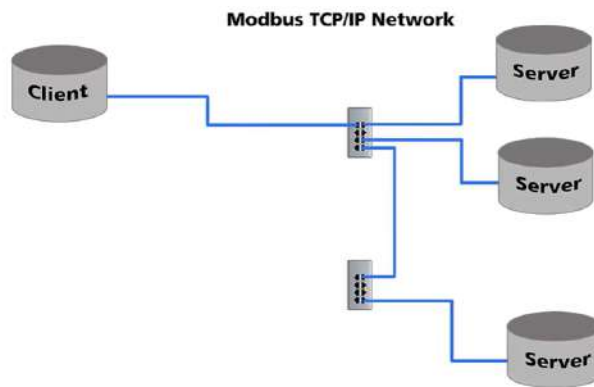 Modbus TCP/IP Network
Client
Server
Server
Server